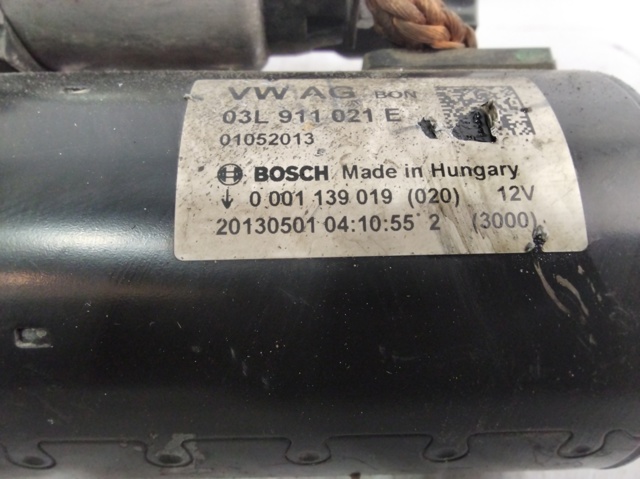 VW AG BON
03L 911 021 E
01052013
BOSCH Made in Hungary
0 001 139 019 (020) 12V
20130501 04:10:55 2 (3000)